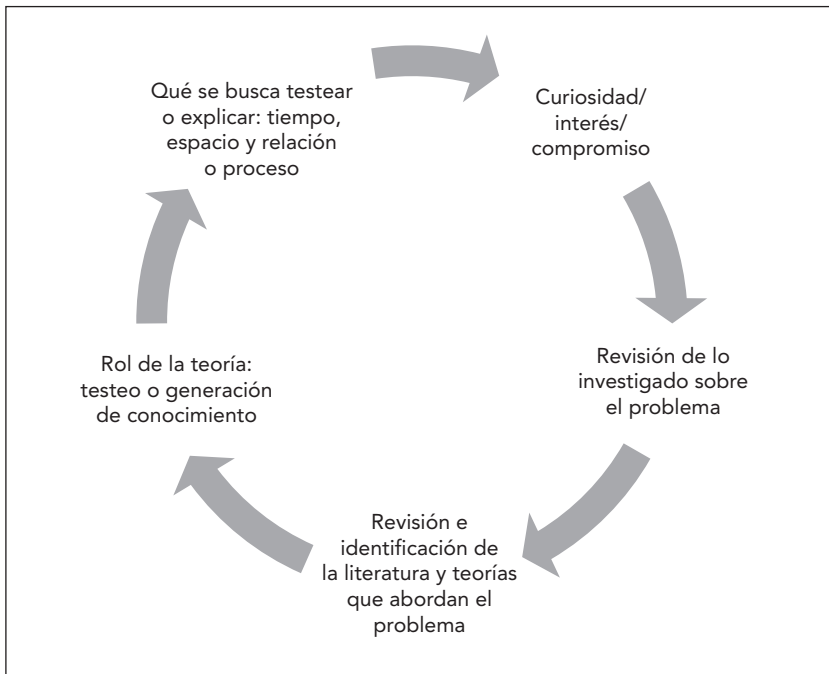 Qué se busca testear
o explicar: tiempo,
espacio y relación
o proceso
Curiosidad/
interés/
compromiso
Revisión de lo
investigado sobre
el problema
Revisión e
identificación de
la literatura y teorías
que abordan el
problema
Rol de la teoría:
testeo o generación
de conocimiento